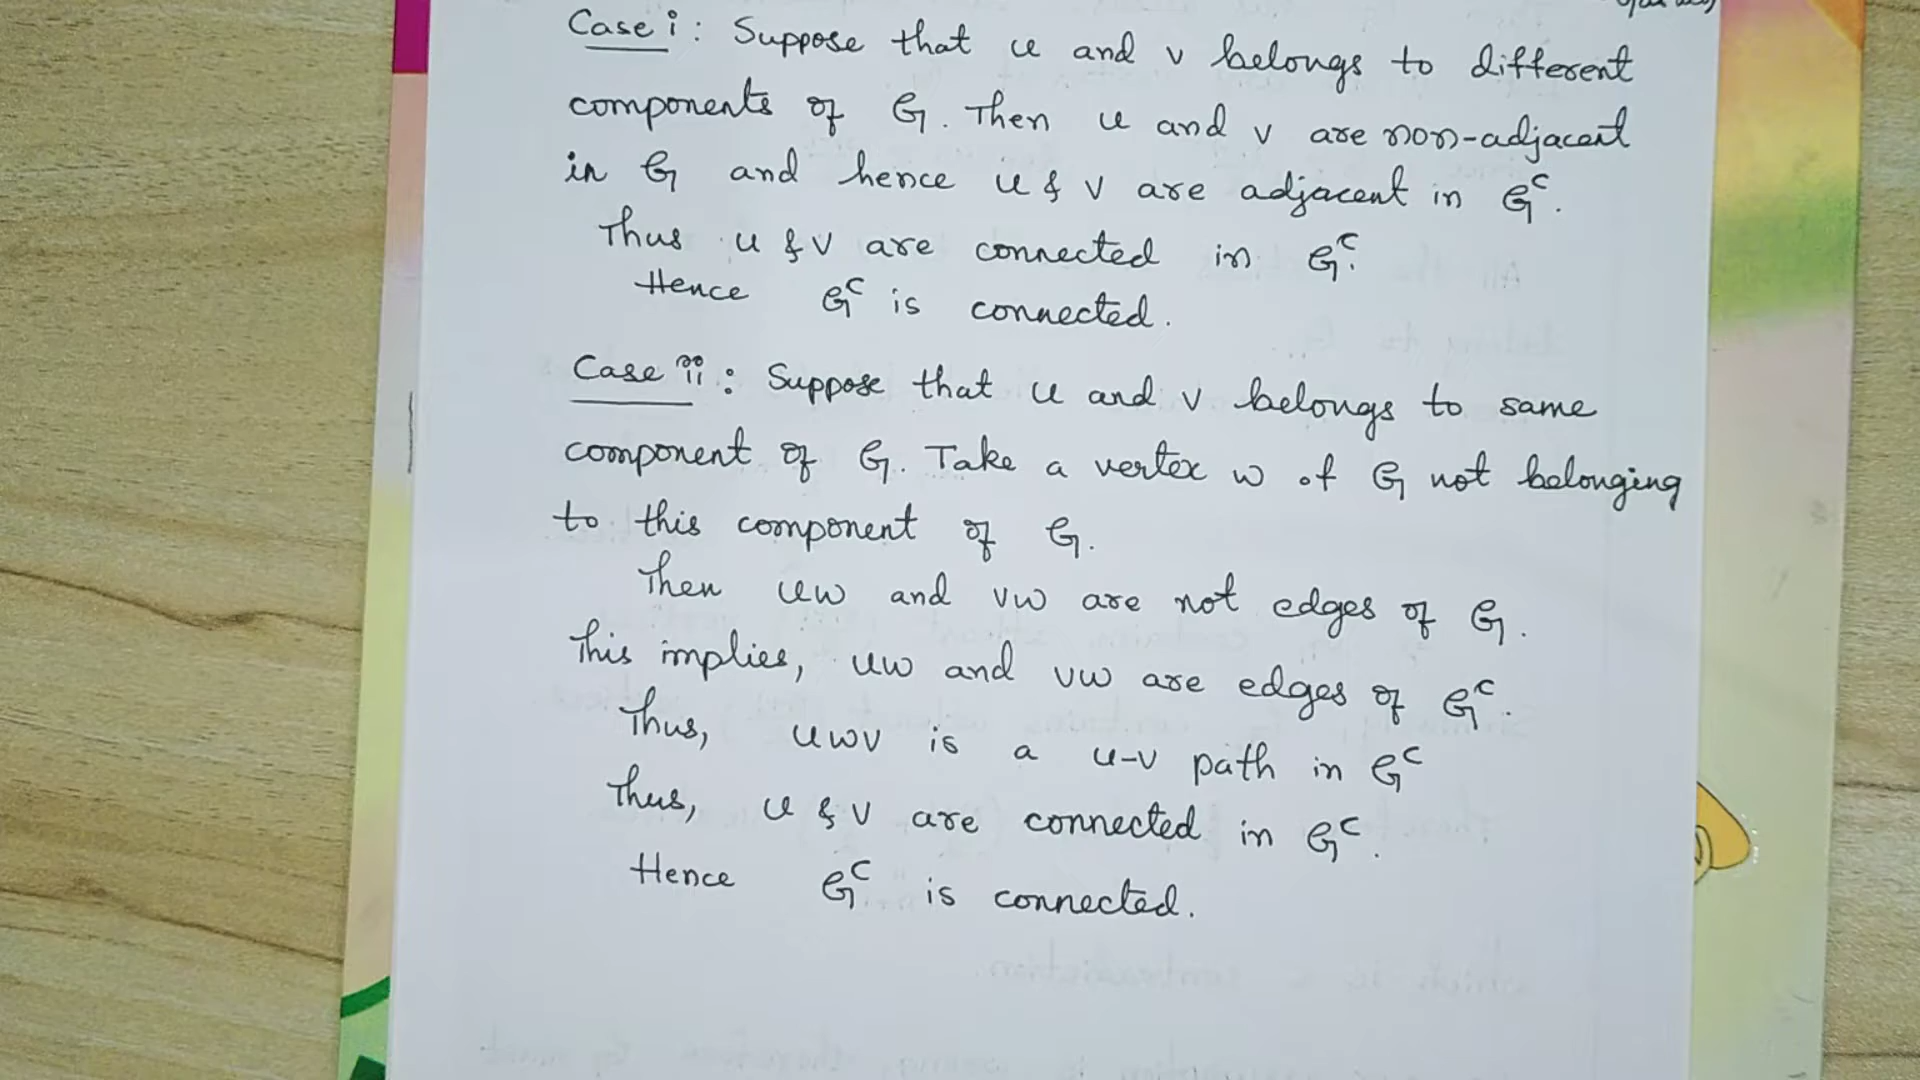 Case i : Suppose that u and v belongs to different
components of G. Then u and v are non-adjacent
in G and hence u & v are adjacent in G^c.
Thus u & v are connected in G^c.
Hence G^c is connected.
Case ii : Suppose that u and v belongs to same
component of G. Take a vertex w of G not belonging
to this component of G.
Then uw and vw are not edges of G.
This implies, uw and vw are edges of G^c.
Thus, uwv is a u-v path in G^c
Thus, u & v are connected in G^c.
Hence G^c is connected.